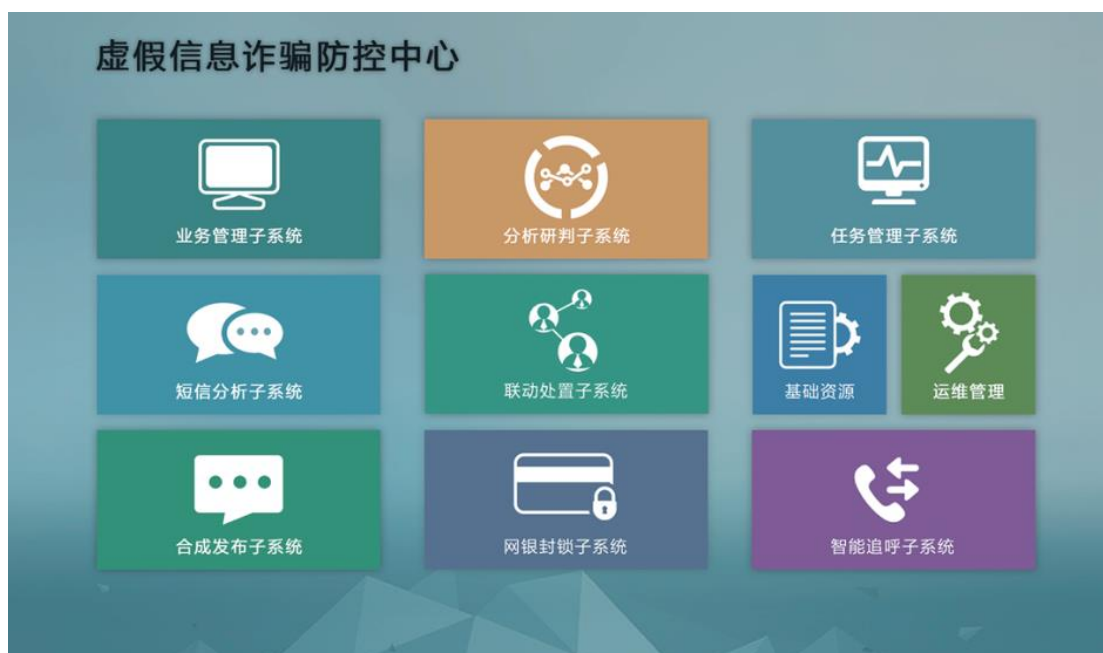 虚假信息诈骗防控中心
业务管理子系统
分析研判子系统
任务管理子系统
短信分析子系统
联动处置子系统
基础资源
运维管理
合成发布子系统
网银封锁子系统
智能追呼子系统